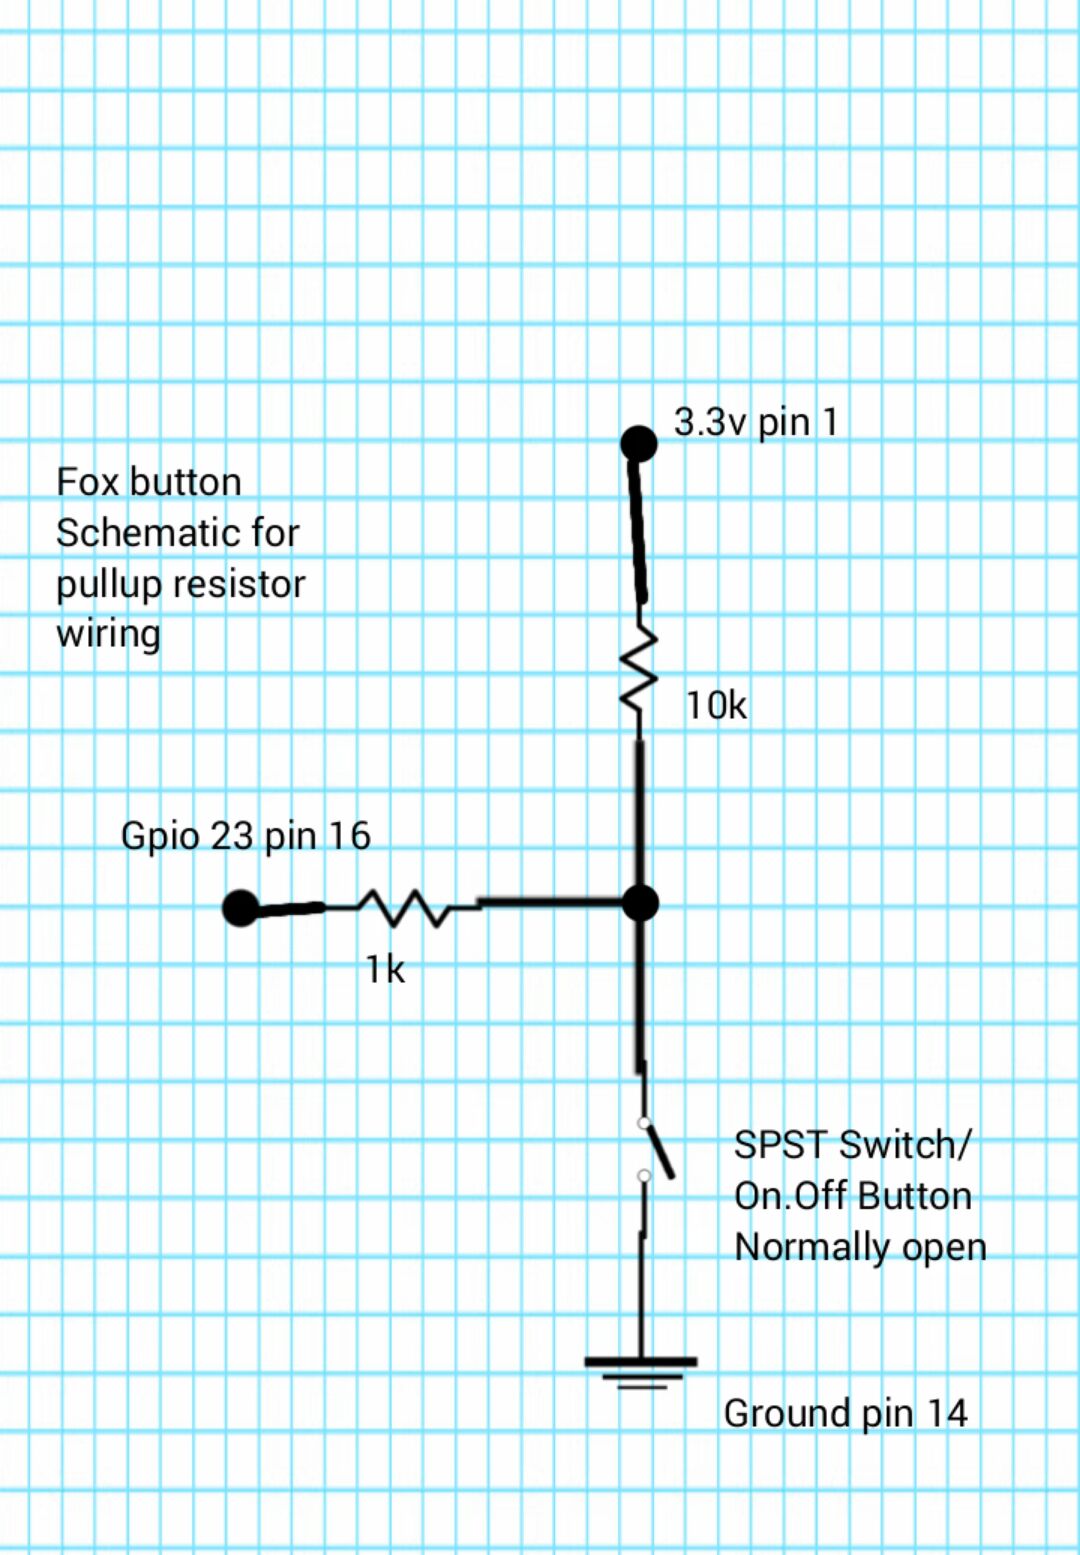 3.3v pin 1
Fox button
Schematic for
pullup resistor
wiring
10k
Gpio 23 pin 16
1k
SPST Switch/
On.Off Button
Normally open
Ground pin 14